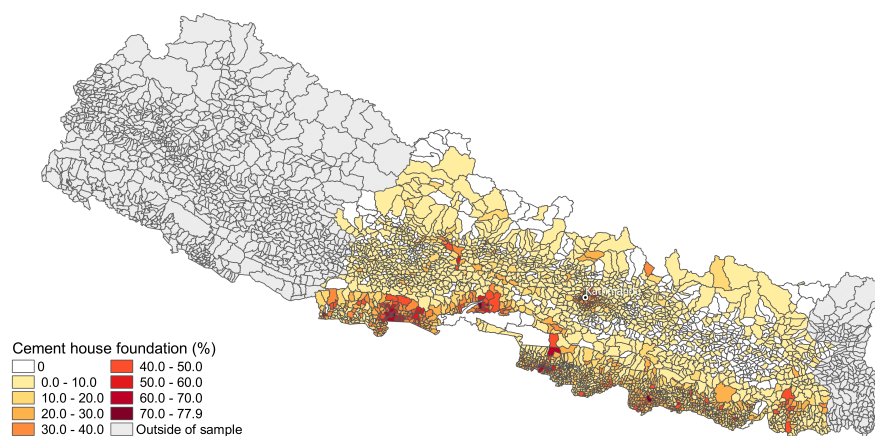 Cement house foundation (%)
0
0.0 - 10.0
10.0 - 20.0
20.0 - 30.0
30.0 - 40.0
40.0 - 50.0
50.0 - 60.0
60.0 - 70.0
70.0 - 77.9
Outside of sample